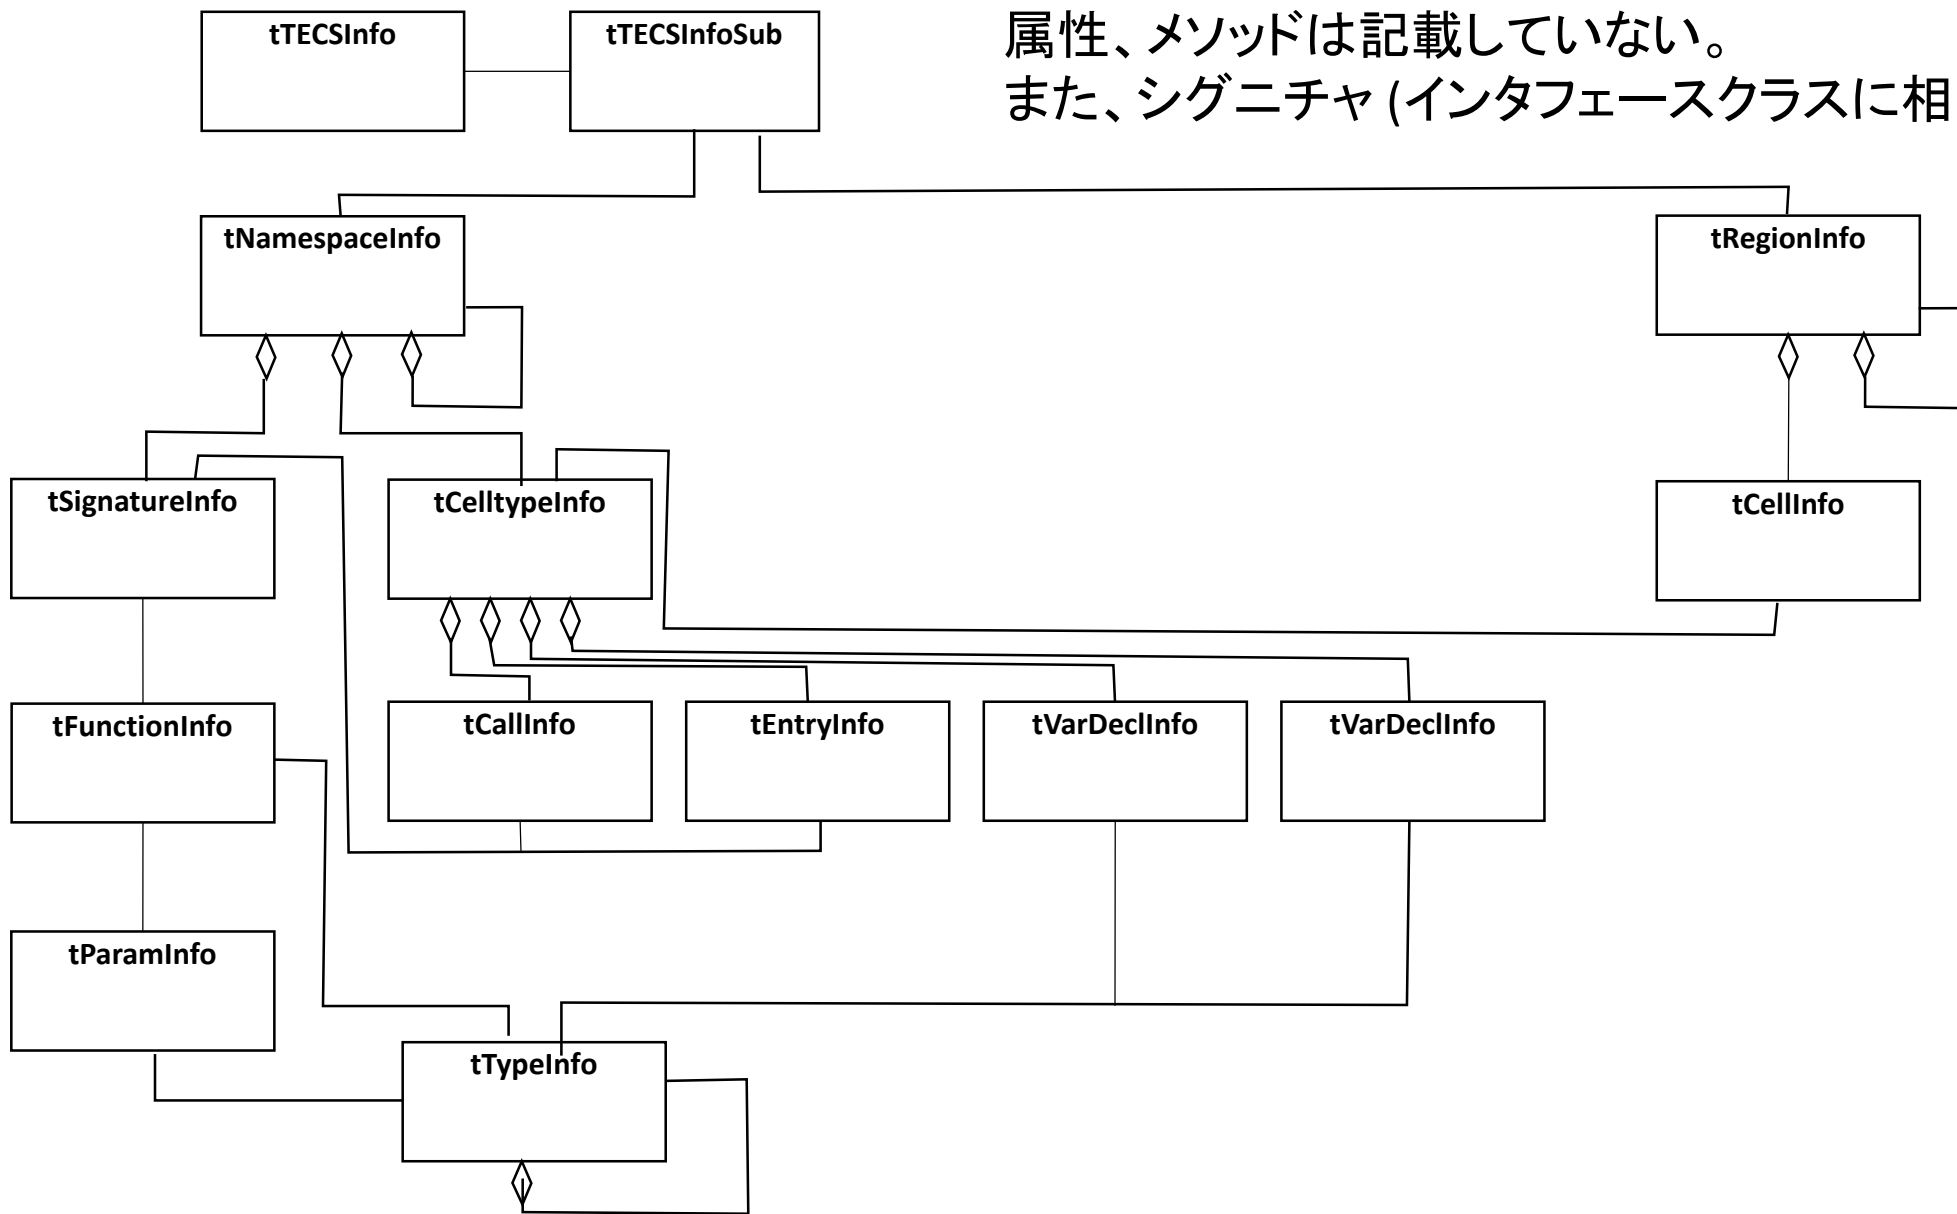 tTECSInfo
tTECSInfoSub
属性、メソッドは記載していない。
また、シグニチャ (インタフェースクラスに相
tNamespaceInfo
tRegionInfo
tSignatureInfo
tCelltypeInfo
tCellInfo
tFunctionInfo
tCallInfo
tEntryInfo
tVarDeclInfo
tVarDeclInfo
tParamInfo
tTypeInfo